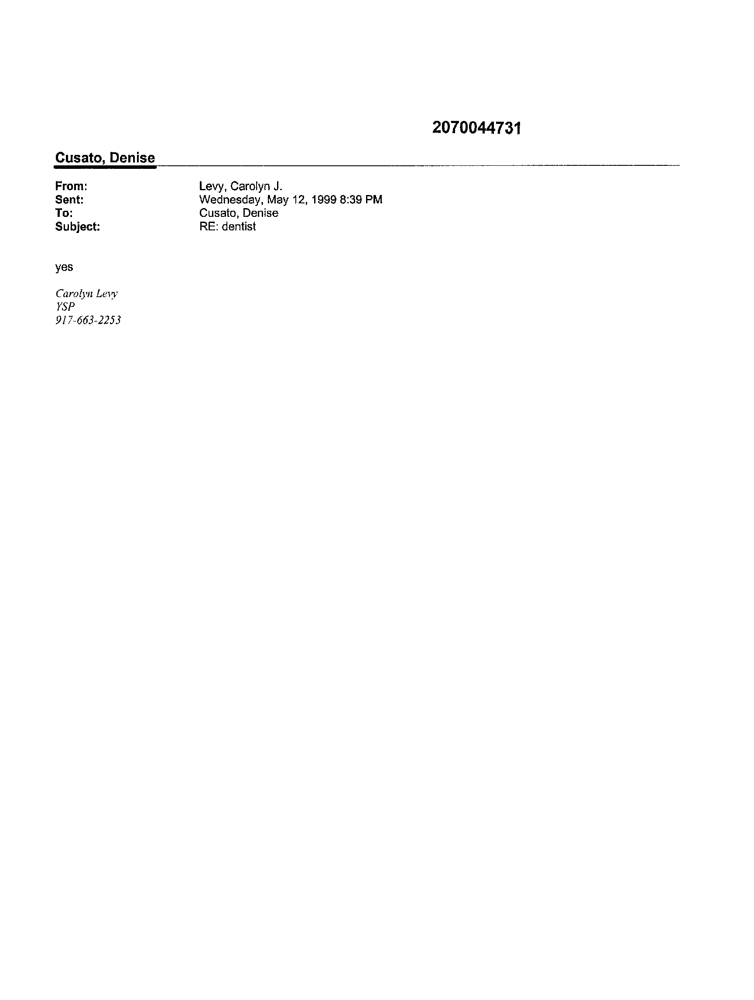 2070044731
Cusato, Denise
From: Levy, Carolyn J.
Sent: Wednesday, May 12, 1999 8:39 PM
To: Cusato, Denise
Subject: RE: dentist
yes
Carolyn Levy
YSP
917-663-2253